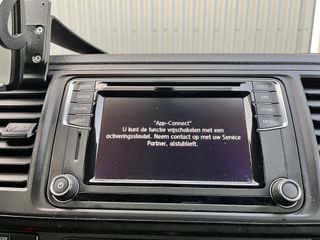 "App-Connect"
U kunt de functie vrijschakelen met een
activeringssleutel. Neem contact op met uw Service
Partner, alstublieft.